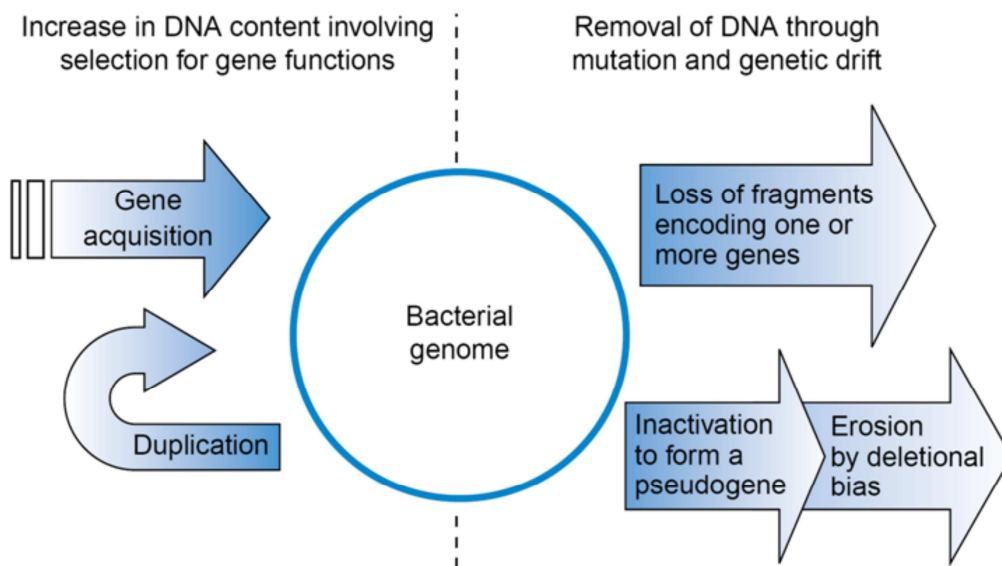 Increase in DNA content involving
selection for gene functions
Removal of DNA through
mutation and genetic drift
Gene
acquisition
Duplication
Bacterial
genome
Loss of fragments
encoding one or
more genes
Inactivation
to form a
pseudogene
Erosion
by deletional
bias